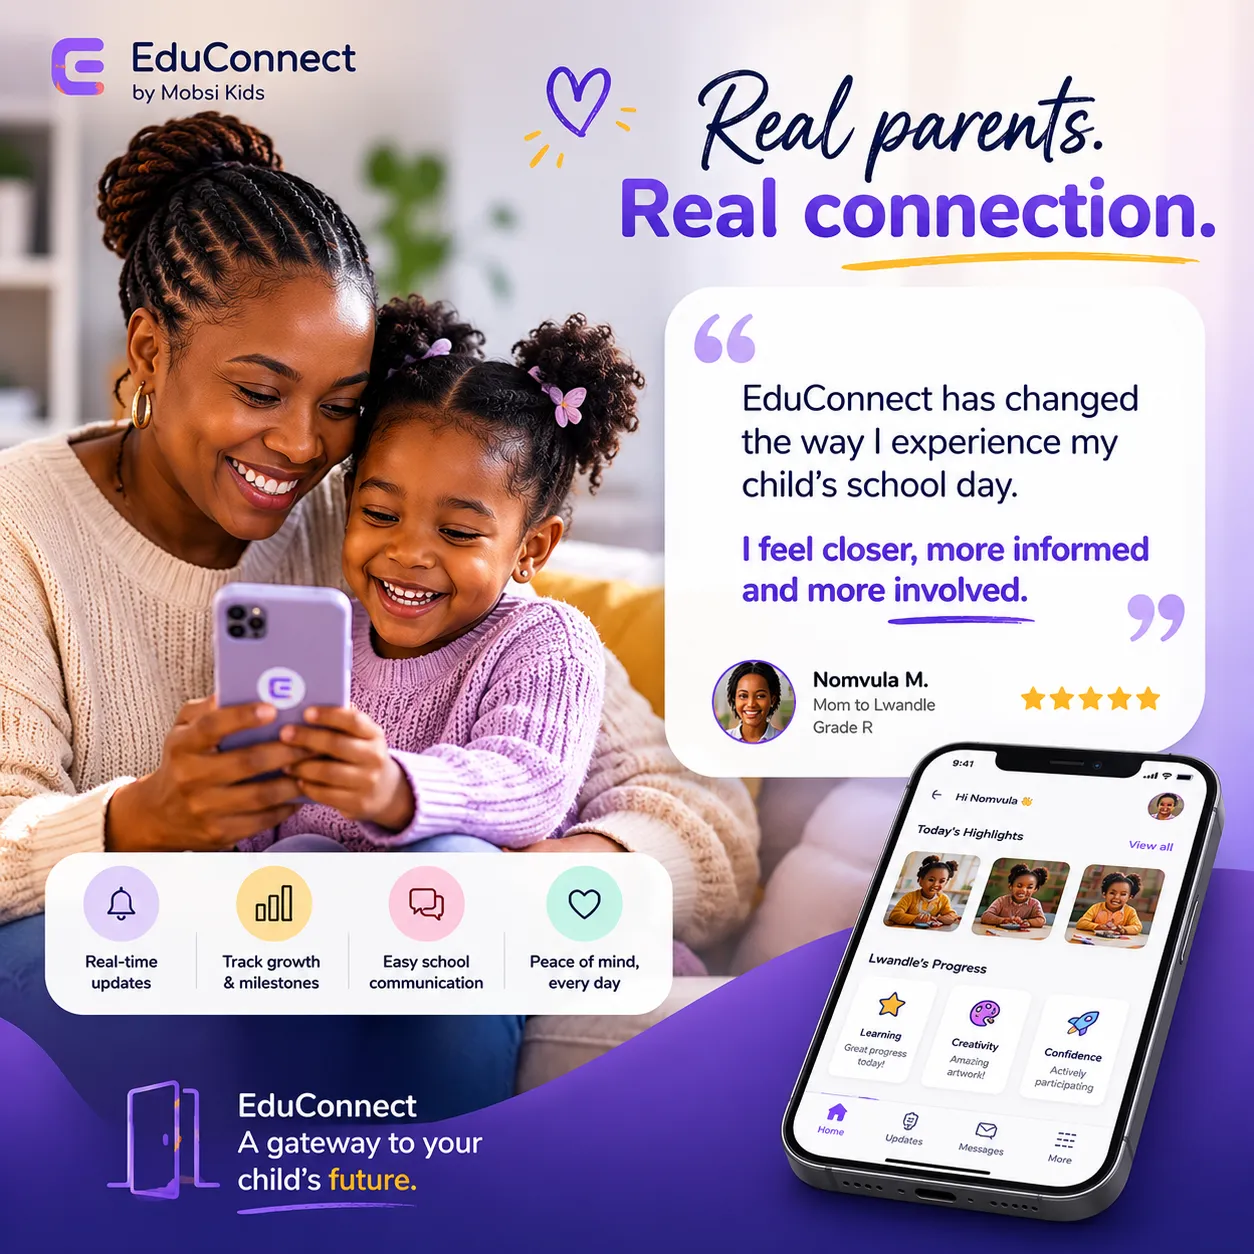 EduConnect
by Mobsi Kids
Real parents.
Real connection.
“
EduConnect has changed
the way I experience my
child’s school day.
I feel closer, more informed
and more involved.
”
Nomvula M.
Mom to Lwandle
Grade R
9:41
Hi Nomvula 👋
Today's Highlights
View all
Lwandle's Progress
Learning
Great progress
today!
Creativity
Amazing
artwork!
Confidence
Actively
participating
Home
Updates
Messages
More
Real-time
updates
Track growth
& milestones
Easy school
communication
Peace of mind,
every day
EduConnect
A gateway to your
child’s future.